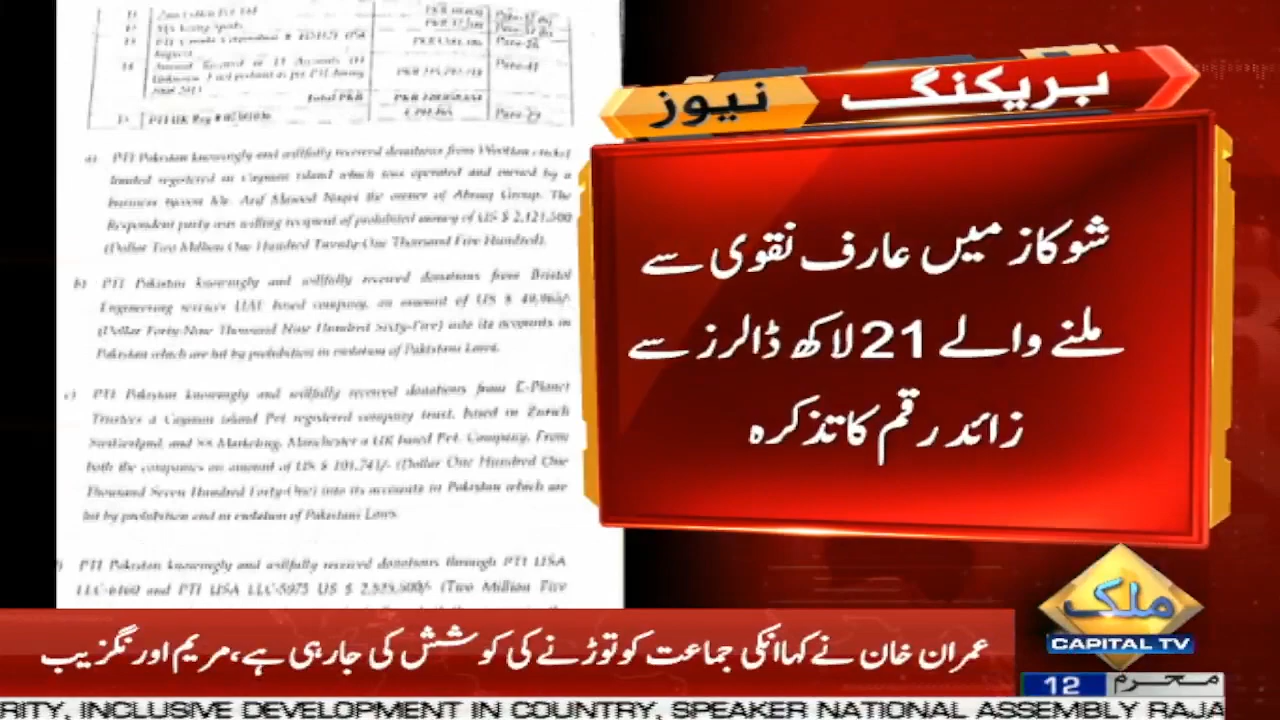 Total PKR
a) PTI Pakistan knowingly and willfully received donations from Wootton cricket
limited registered in Cayman island which was operated and owned by a
business tycoon Mr. Arif Masood Naqvi the owner of Abraaj Group. The
Respondent party was willing recipient of prohibited money of US $ 2,121,500
(Dollar Two Million One Hundred Twenty-One Thousand Five Hundred).
b) PTI Pakistan knowingly and willfully received donations from Bristol
Engineering services UAE based company, an amount of US $ 49,965/-
(Dollar Forty-Nine Thousand Nine Hundred Sixty-Five) into its accounts in
Pakistan which are hit by prohibition in violation of Pakistani Laws.
c) PTI Pakistan knowingly and willfully received donations from E-Planet
Trustees a Cayman island Pvt registered company trust, based in Zurich
Switzerland, and SS Marketing, Manchester a UK based Pvt. Company, From
both the companies an amount of US $ 101,741/- (Dollar One Hundred One
Thousand Seven Hundred Forty-One) into its accounts in Pakistan which are
hit by prohibition and in violation of Pakistani Laws.
PTI Pakistan knowingly and willfully received donations through PTI USA
LLC-6160 and PTI USA LLC-5975 US $ 2,525,500/- (Two Million Five
بریکنگ نیوز
شوکاز میں عارف نقوی سے
ملنے والے 21 لاکھ ڈالرز سے
زائد رقم کا تذکرہ
ملک
CAPITAL TV
عمران خان نے کہا انکی جماعت کو توڑنے کی کوشش کی جارہی ہے، مریم اورنگزیب
12 محرم
RITY, INCLUSIVE DEVELOPMENT IN COUNTRY, SPEAKER NATIONAL ASSEMBLY RAJA